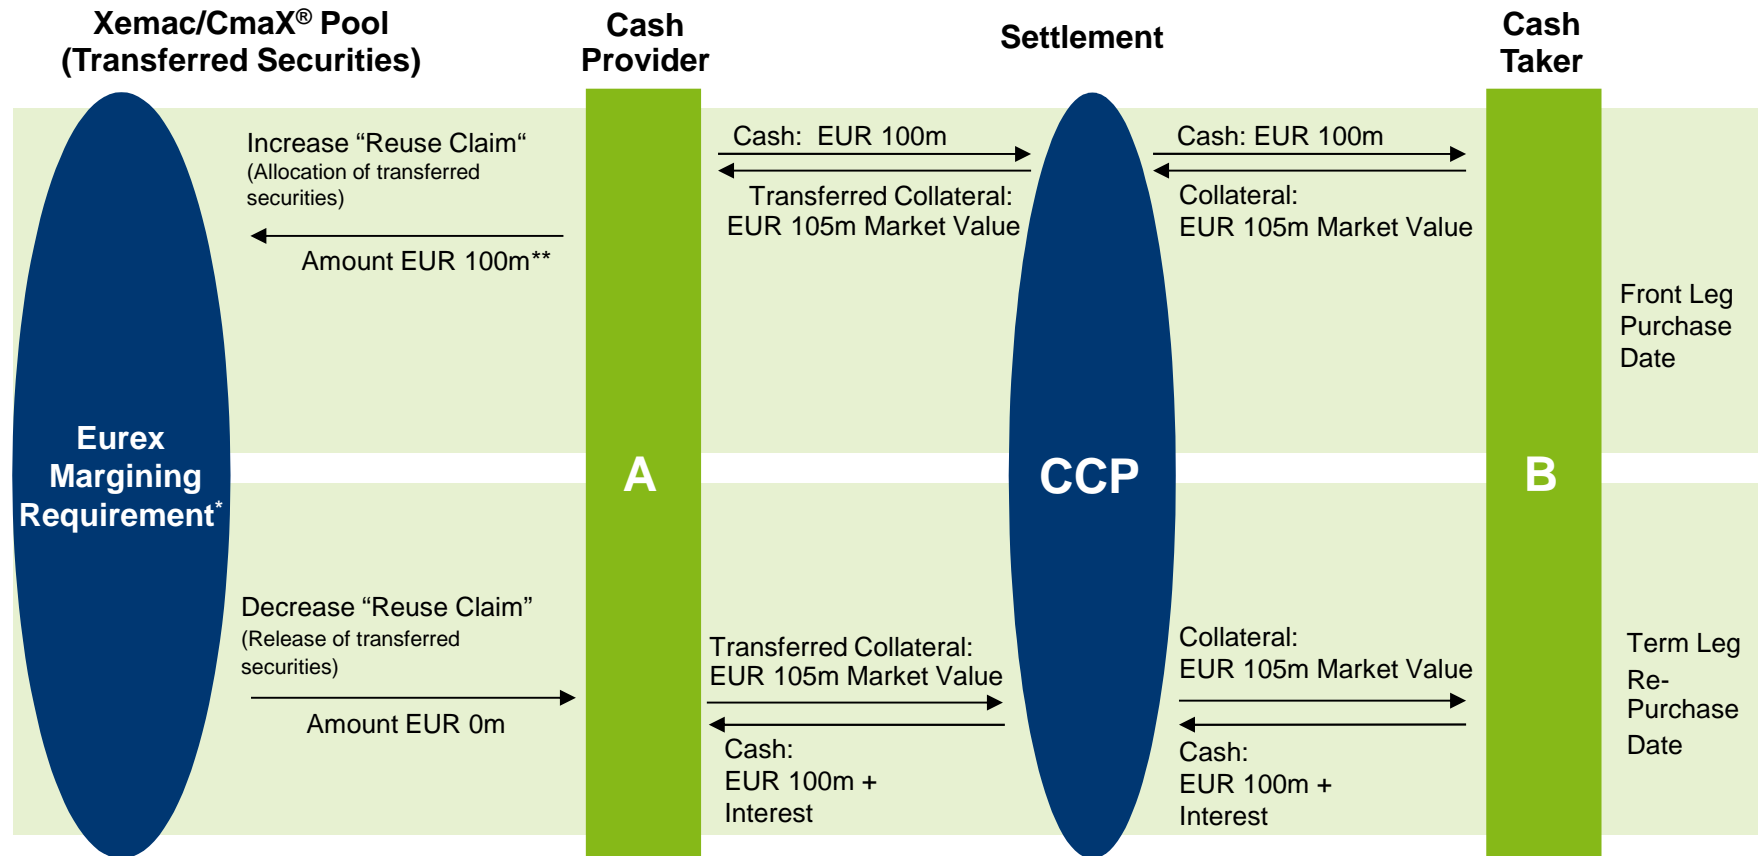 Xemac/CmaX® Pool
(Transferred Securities)
Cash
Provider
Settlement
Cash
Taker
Increase “Reuse Claim“
(Allocation of transferred
securities)
Amount EUR 100m**
Cash:  EUR 100m
Transferred Collateral:
EUR 105m Market Value
Cash: EUR 100m
Collateral:
EUR 105m Market Value
Front Leg
Purchase
Date
Eurex
Margining
Requirement*
A
CCP
B
Decrease “Reuse Claim”
(Release of transferred
securities)
Amount EUR 0m
Transferred Collateral:
EUR 105m Market Value
Cash:
EUR 100m +
Interest
Collateral:
EUR 105m Market Value
Cash:
EUR 100m +
Interest
Term Leg
Re-
Purchase
Date